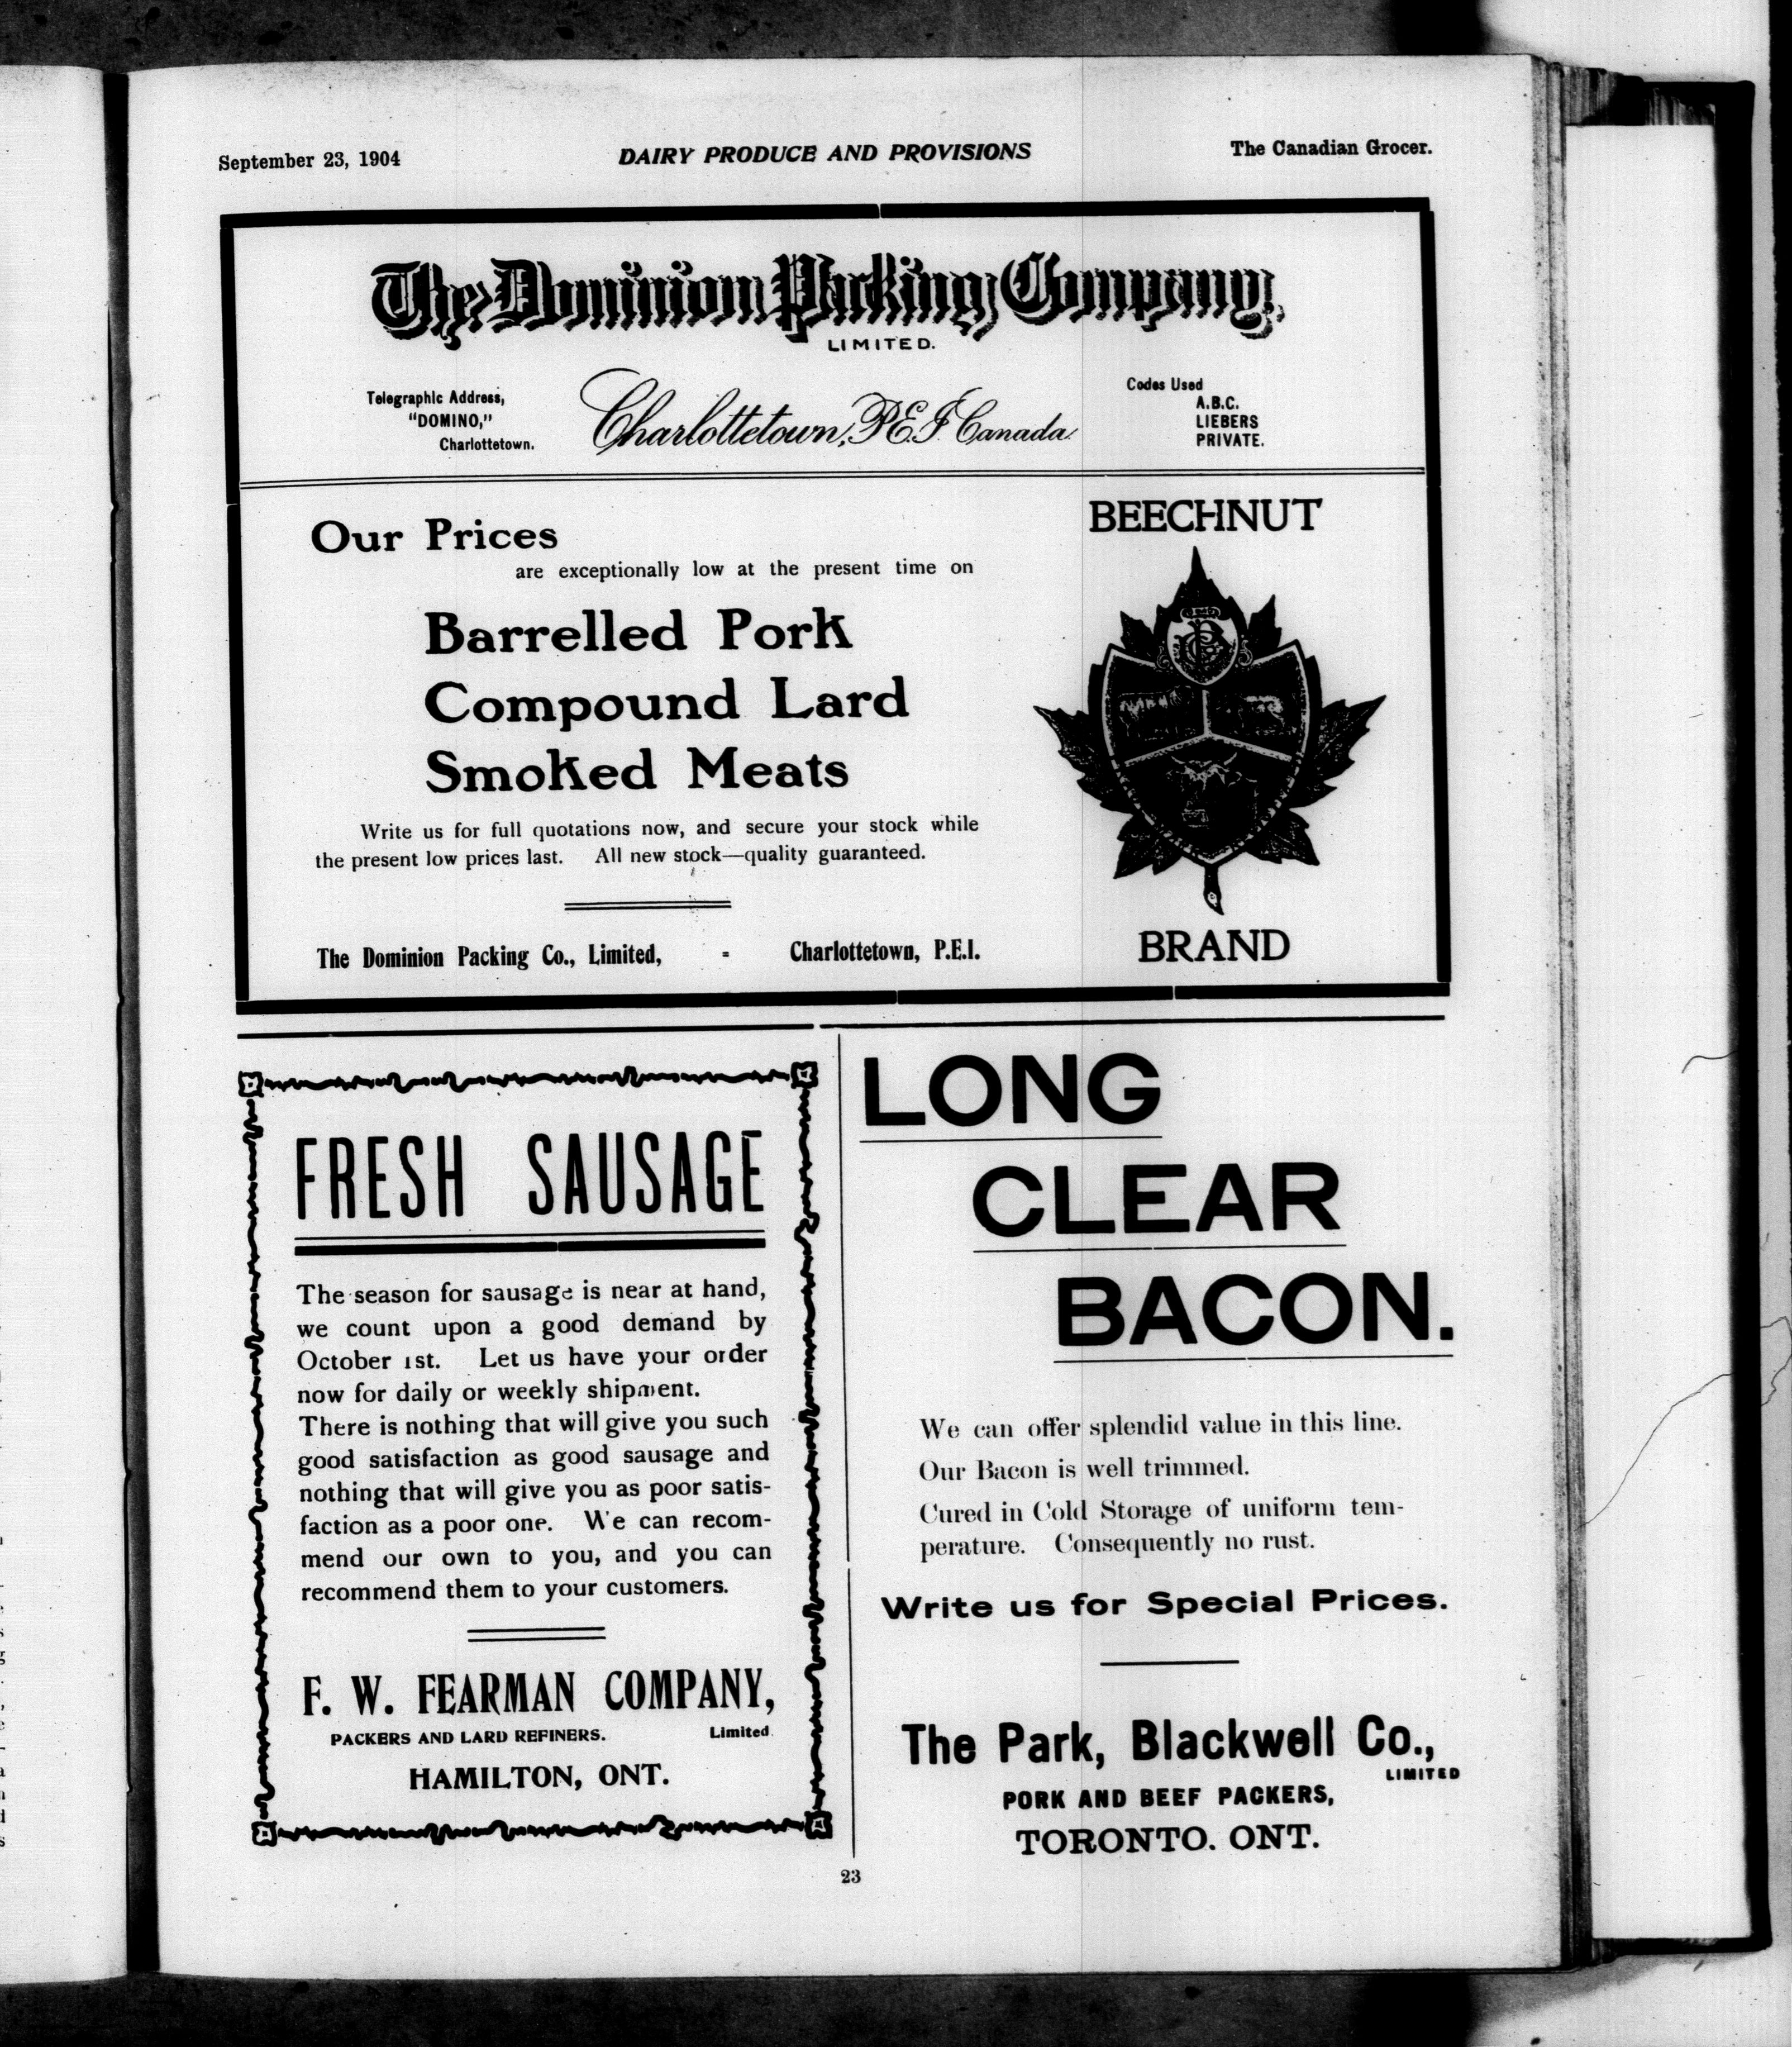 September 23, 1904
DAIRY PRODUCE AND PROVISIONS
The Canadian Grocer.
The Dominion Packing Company,
LIMITED.
Telegraphic Address,
"DOMINO,"
Charlottetown.
Charlottetown, P.E.I. Canada.
Codes Used
A.B.C.
LIEBERS
PRIVATE.
Our Prices
are exceptionally low at the present time on
Barrelled Pork
Compound Lard
Smoked Meats
Write us for full quotations now, and secure your stock while
the present low prices last. All new stock—quality guaranteed.
The Dominion Packing Co., Limited, - Charlottetown, P.E.I.
BEECHNUT
BRAND
FRESH SAUSAGE
The season for sausage is near at hand,
we count upon a good demand by
October 1st. Let us have your order
now for daily or weekly shipment.
There is nothing that will give you such
good satisfaction as good sausage and
nothing that will give you as poor satis-
faction as a poor one. We can recom-
mend our own to you, and you can
recommend them to your customers.
F. W. FEARMAN COMPANY,
PACKERS AND LARD REFINERS. Limited
HAMILTON, ONT.
LONG
CLEAR
BACON.
We can offer splendid value in this line.
Our Bacon is well trimmed.
Cured in Cold Storage of uniform tem-
perature. Consequently no rust.
Write us for Special Prices.
The Park, Blackwell Co.,
LIMITED
PORK AND BEEF PACKERS,
TORONTO. ONT.
23